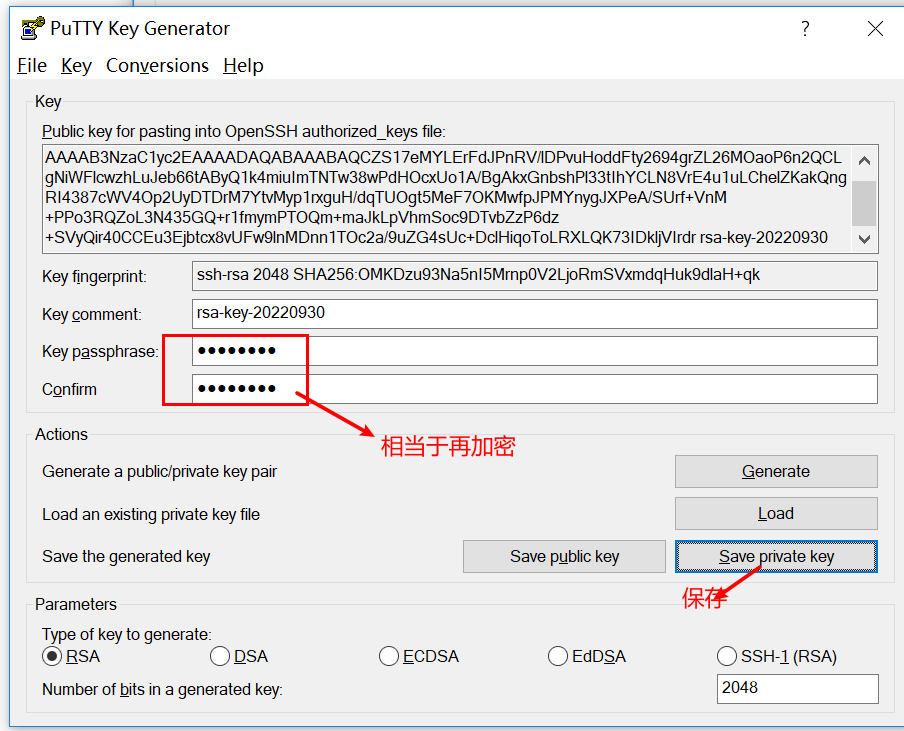 PuTTY Key Generator
?
File Key Conversions Help
Key
Public key for pasting into OpenSSH authorized_keys file:
AAAAB3NzaC1yc2EAAAADAQABAAABAQCZS17eMYLErFdJPnRV/lDPvuHoddFty2694grZL26MOaoP6n2QCL
gNiWFlcwzhLuJeb66tAByQ1k4miuImTNTw38wPdHOcxUo1A/BgAkxGnbshPl33tIhYCLN8VrE4u1uLChelZKakQng
RI4387cWV4Op2UyDTDrM7YtvMyp1rxguH/dqTUOgt5MeF7OKMwfpJPMYnygJXPeA/SUrf+VnM
+PPo3RQZoL3N435GQ+r1fmymPTOQm+maJkLpVhmSoc9DTvbZzP6dz
+SVyQir40CCEu3Ejbtcx8vUFw9lnMDnn1TOc2a/9uZG4sUc+DclHiqoToLRXLQK73IDkljVIrdr rsa-key-20220930
Key fingerprint:
ssh-rsa 2048 SHA256:OMKDzu93Na5nI5Mrnp0V2LjoRmSVxmdqHuk9dlaH+qk
Key comment:
rsa-key-20220930
Key passphrase:
Confirm
相当于再加密
Actions
Generate a public/private key pair
Generate
Load an existing private key file
Load
Save the generated key
Save public key
Save private key
保存
Parameters
Type of key to generate:
RSA DSA ECDSA EdDSA SSH-1 (RSA)
Number of bits in a generated key:
2048